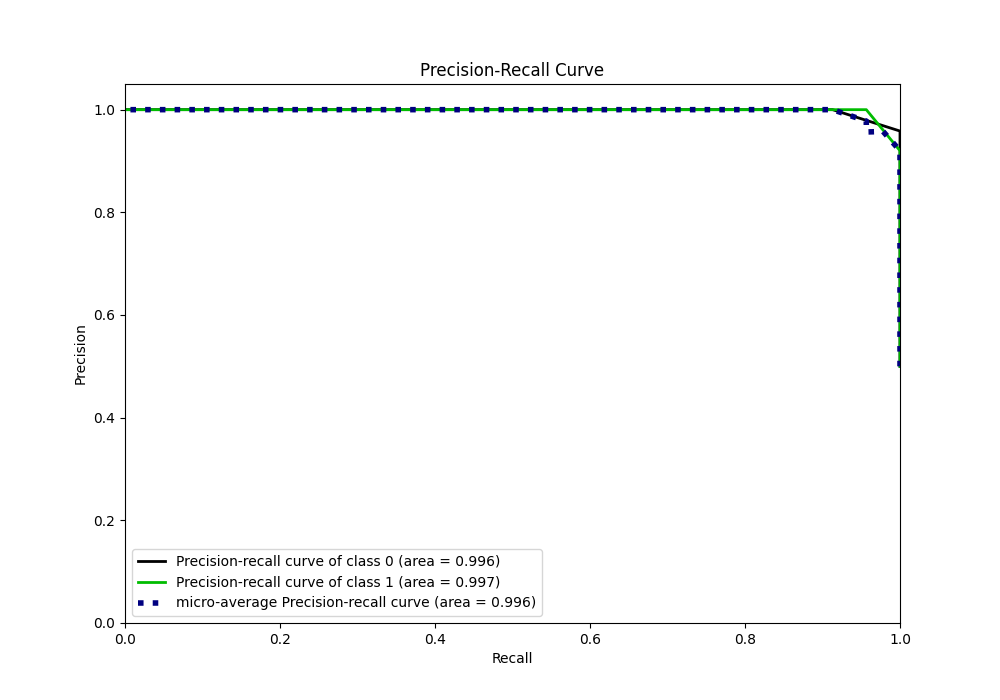 Precision-Recall Curve
1.0
0.8
0.6
0.4
0.2
0.0
Precision
Precision-recall curve of class 0 (area = 0.996)
Precision-recall curve of class 1 (area = 0.997)
micro-average Precision-recall curve (area = 0.996)
0.0 0.2 0.4 0.6 0.8 1.0
Recall